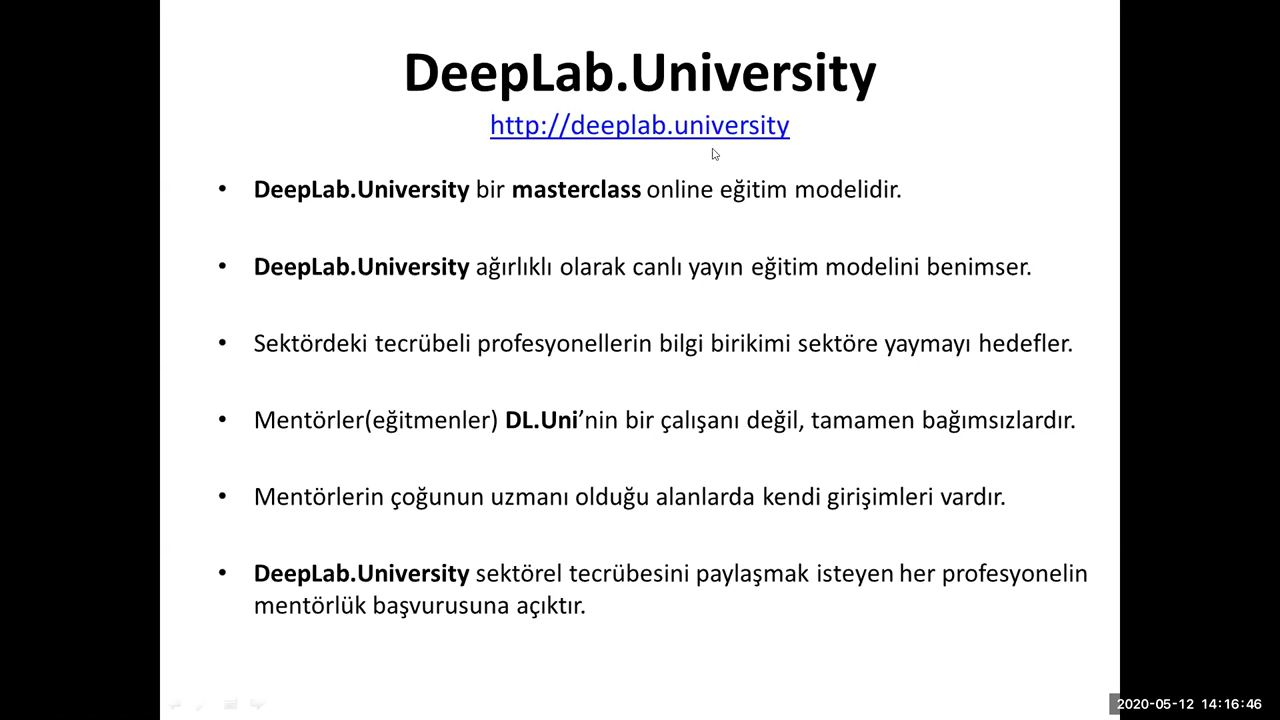 DeepLab.University
http://deeplab.university
• DeepLab.University bir masterclass online eğitim modelidir.
• DeepLab.University ağırlıklı olarak canlı yayın eğitim modelini benimser.
• Sektördeki tecrübeli profesyonellerin bilgi birikimi sektöre yaymayı hedefler.
• Mentörler(eğitmenler) DL.Uni’nin bir çalışanı değil, tamamen bağımsızlardır.
• Mentörlerin çoğunun uzmanı olduğu alanlarda kendi girişimleri vardır.
• DeepLab.University sektörel tecrübesini paylaşmak isteyen her profesyonelin
mentörlük başvurusuna açıktır.
2020-05-12 14:16:46